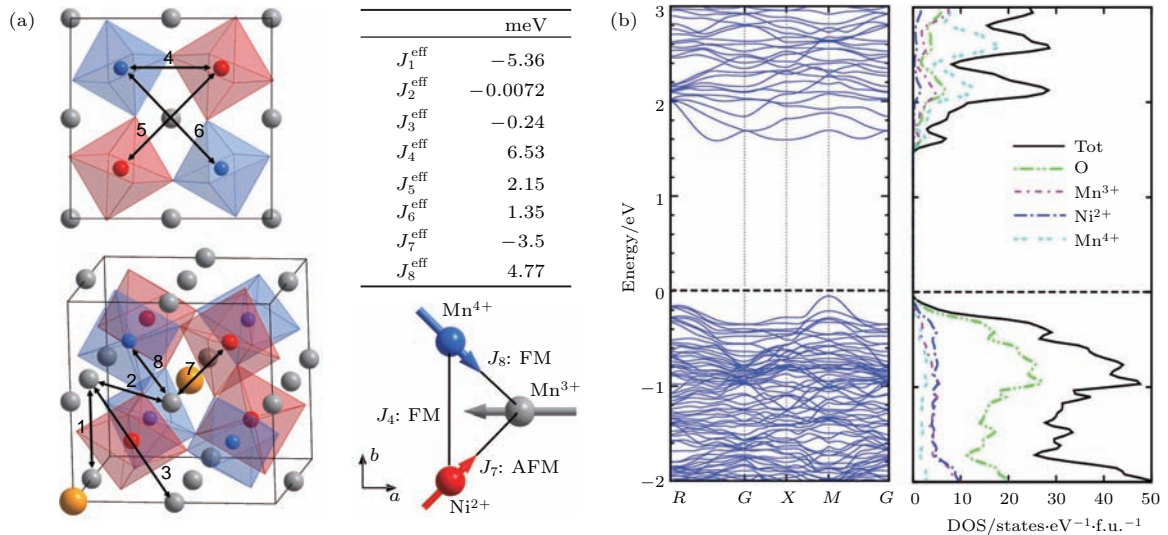 (a)
4
5
6
meV
J₁ᵉᶠᶠ −5.36
J₂ᵉᶠᶠ −0.0072
J₃ᵉᶠᶠ −0.24
J₄ᵉᶠᶠ 6.53
J₅ᵉᶠᶠ 2.15
J₆ᵉᶠᶠ 1.35
J₇ᵉᶠᶠ −3.5
J₈ᵉᶠᶠ 4.77
8
7
2
1
3
Mn⁴⁺
J₈: FM
Mn³⁺
J₄: FM
J₇: AFM
b
a
Ni²⁺
(b)
Energy/eV
3
2
1
0
−1
−2
R G X M G
Tot
O
Mn³⁺
Ni²⁺
Mn⁴⁺
0 10 20 30 40 50
DOS/states·eV⁻¹·f.u.⁻¹